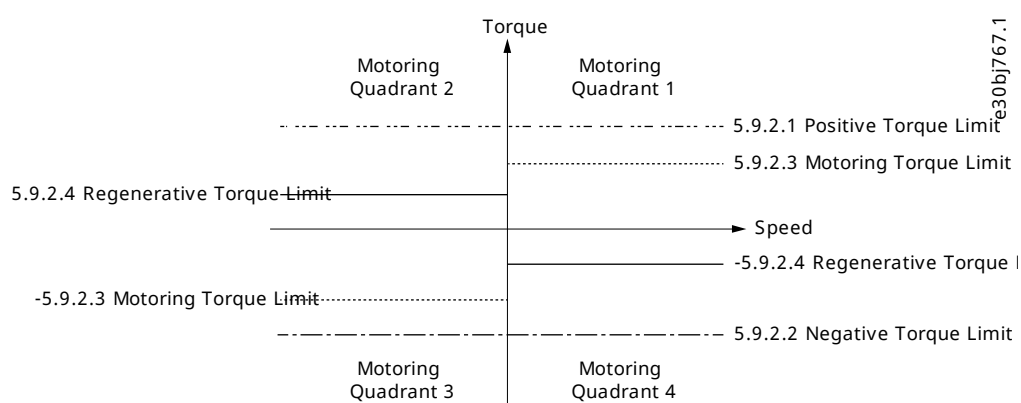 Torque
e30bj767.1
Motoring
Quadrant 2
Motoring
Quadrant 1
5.9.2.1 Positive Torque Limit
5.9.2.3 Motoring Torque Limit
5.9.2.4 Regenerative Torque Limit
Speed
-5.9.2.4 Regenerative Torque
-5.9.2.3 Motoring Torque Limit
5.9.2.2 Negative Torque Limit
Motoring
Quadrant 3
Motoring
Quadrant 4